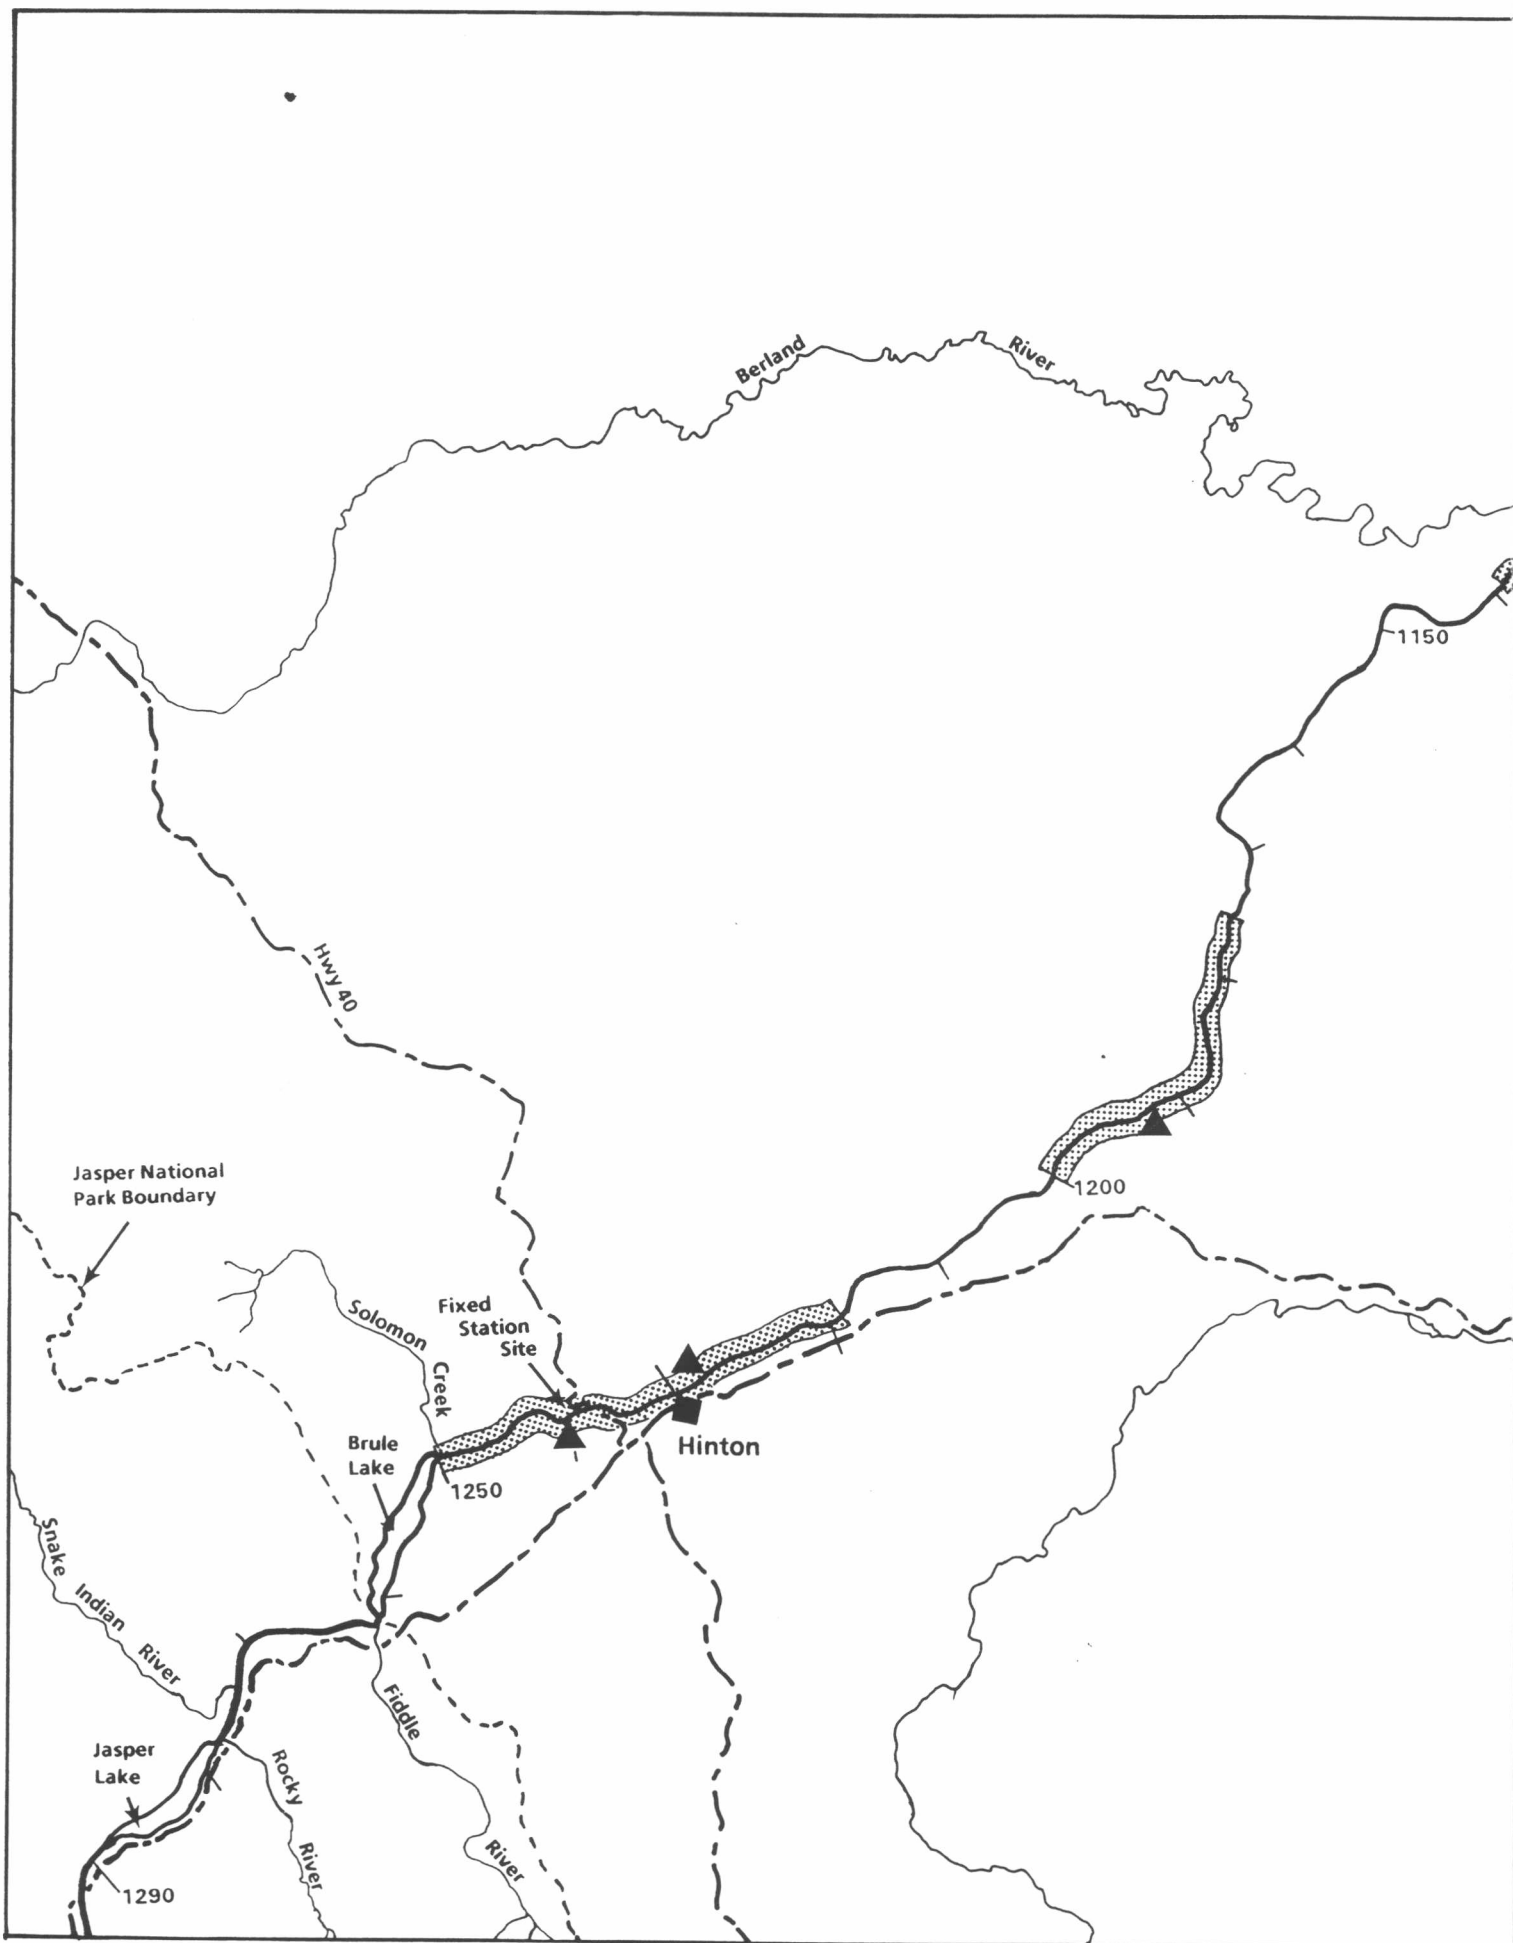 Berland
River
1150
Hwy 40
Jasper National
Park Boundary
1200
Solomon
Creek
Fixed
Station
Site
Brule
Lake
Hinton
1250
Snake
Indian
River
Fiddle
River
Jasper
Lake
Rocky
River
1290